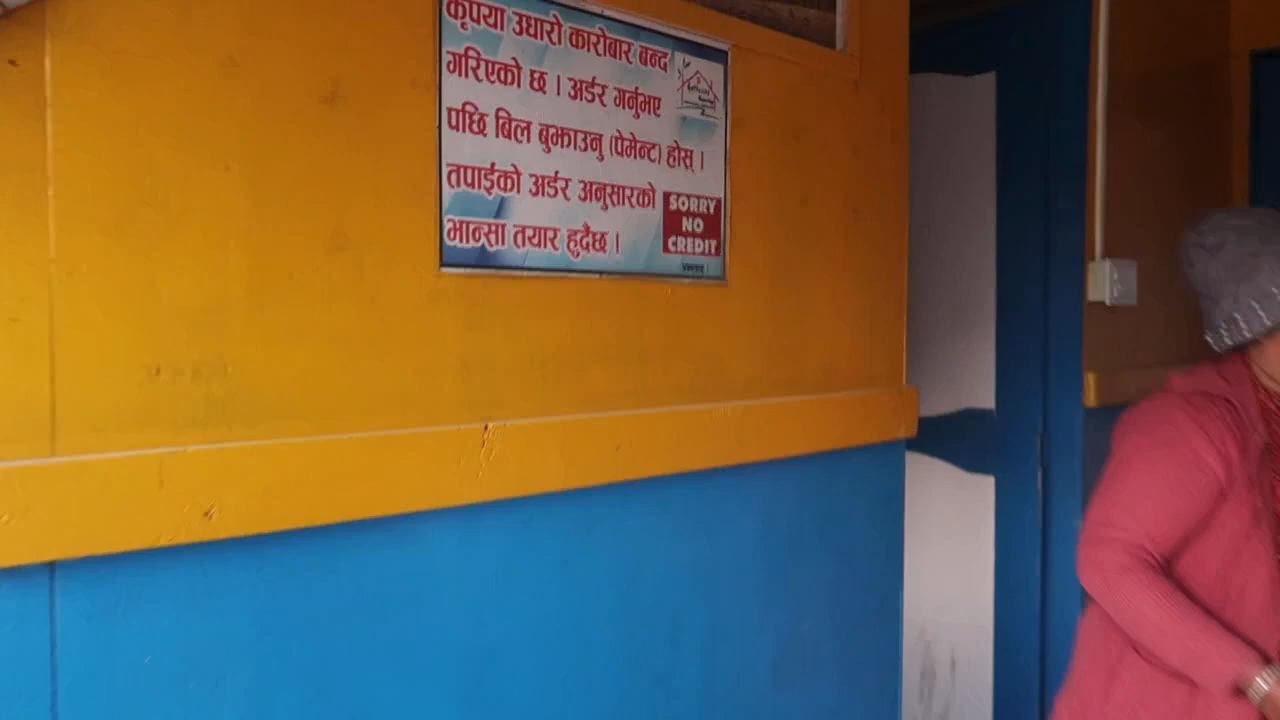 कृपया उधारो कारोबार बन्द
गरिएको छ । अर्डर गर्नुभए
पछि बिल बुझाउनु (पेमेन्ट) होस् ।
तपाईको अर्डर अनुसारको
भान्सा तयार हुदैछ ।
SORRY
NO
CREDIT